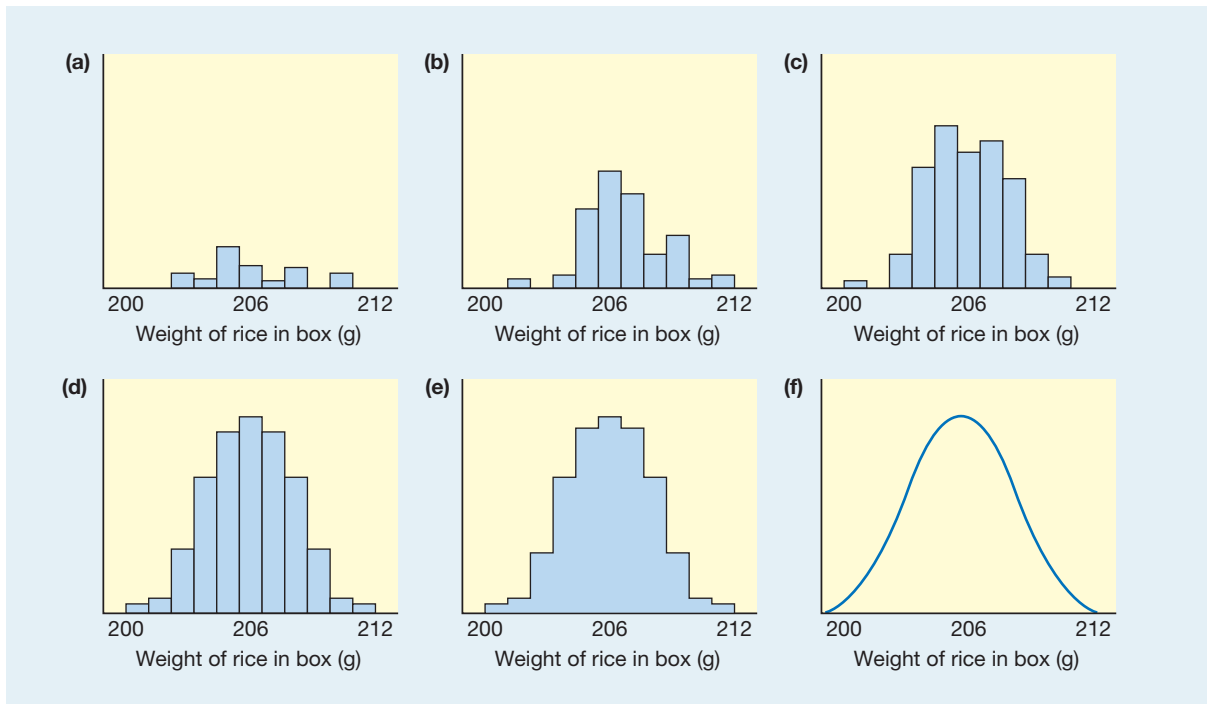 (a)
(b)
(c)
200 206 212
200 206 212
200 206 212
Weight of rice in box (g)
Weight of rice in box (g)
Weight of rice in box (g)
(d)
(e)
(f)
200 206 212
200 206 212
200 206 212
Weight of rice in box (g)
Weight of rice in box (g)
Weight of rice in box (g)